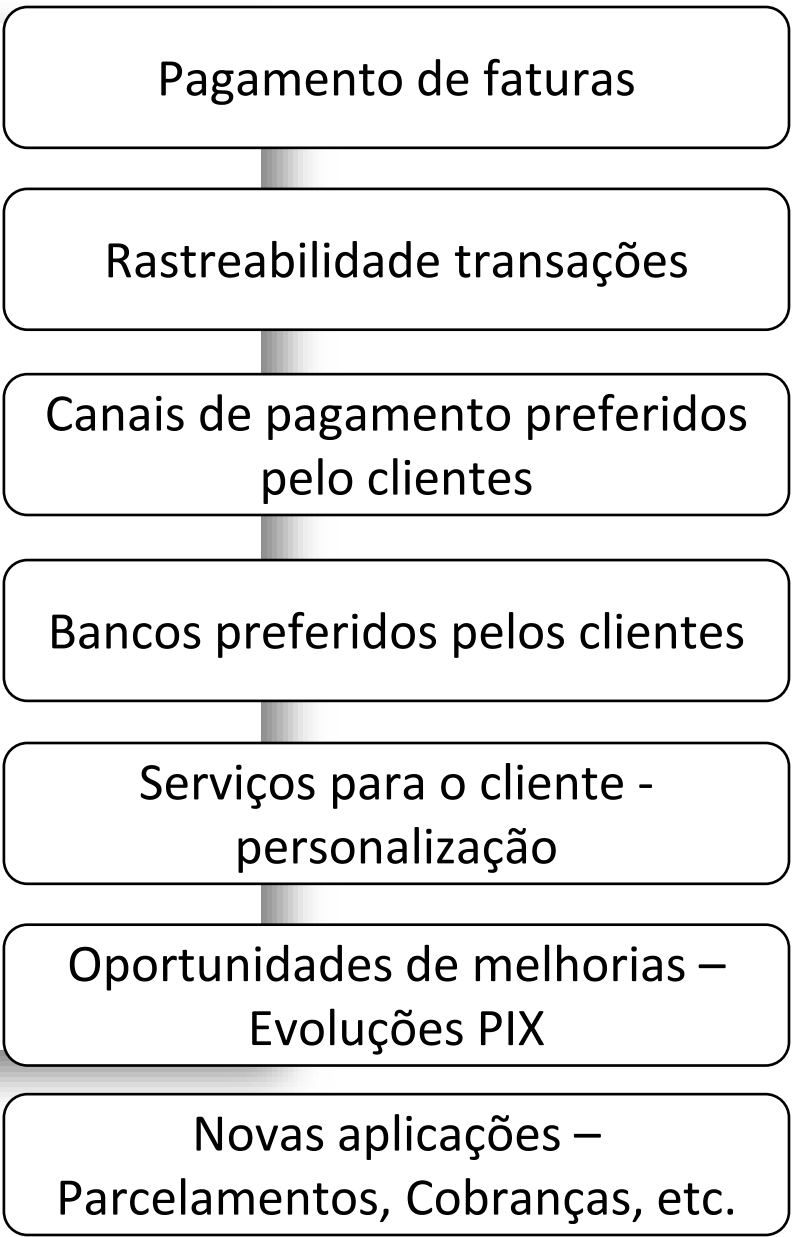 Pagamento de faturas
Rastreabilidade transações
Canais de pagamento preferidos
pelo clientes
Bancos preferidos pelos clientes
Serviços para o cliente -
personalização
Oportunidades de melhorias –
Evoluções PIX
Novas aplicações –
Parcelamentos, Cobranças, etc.